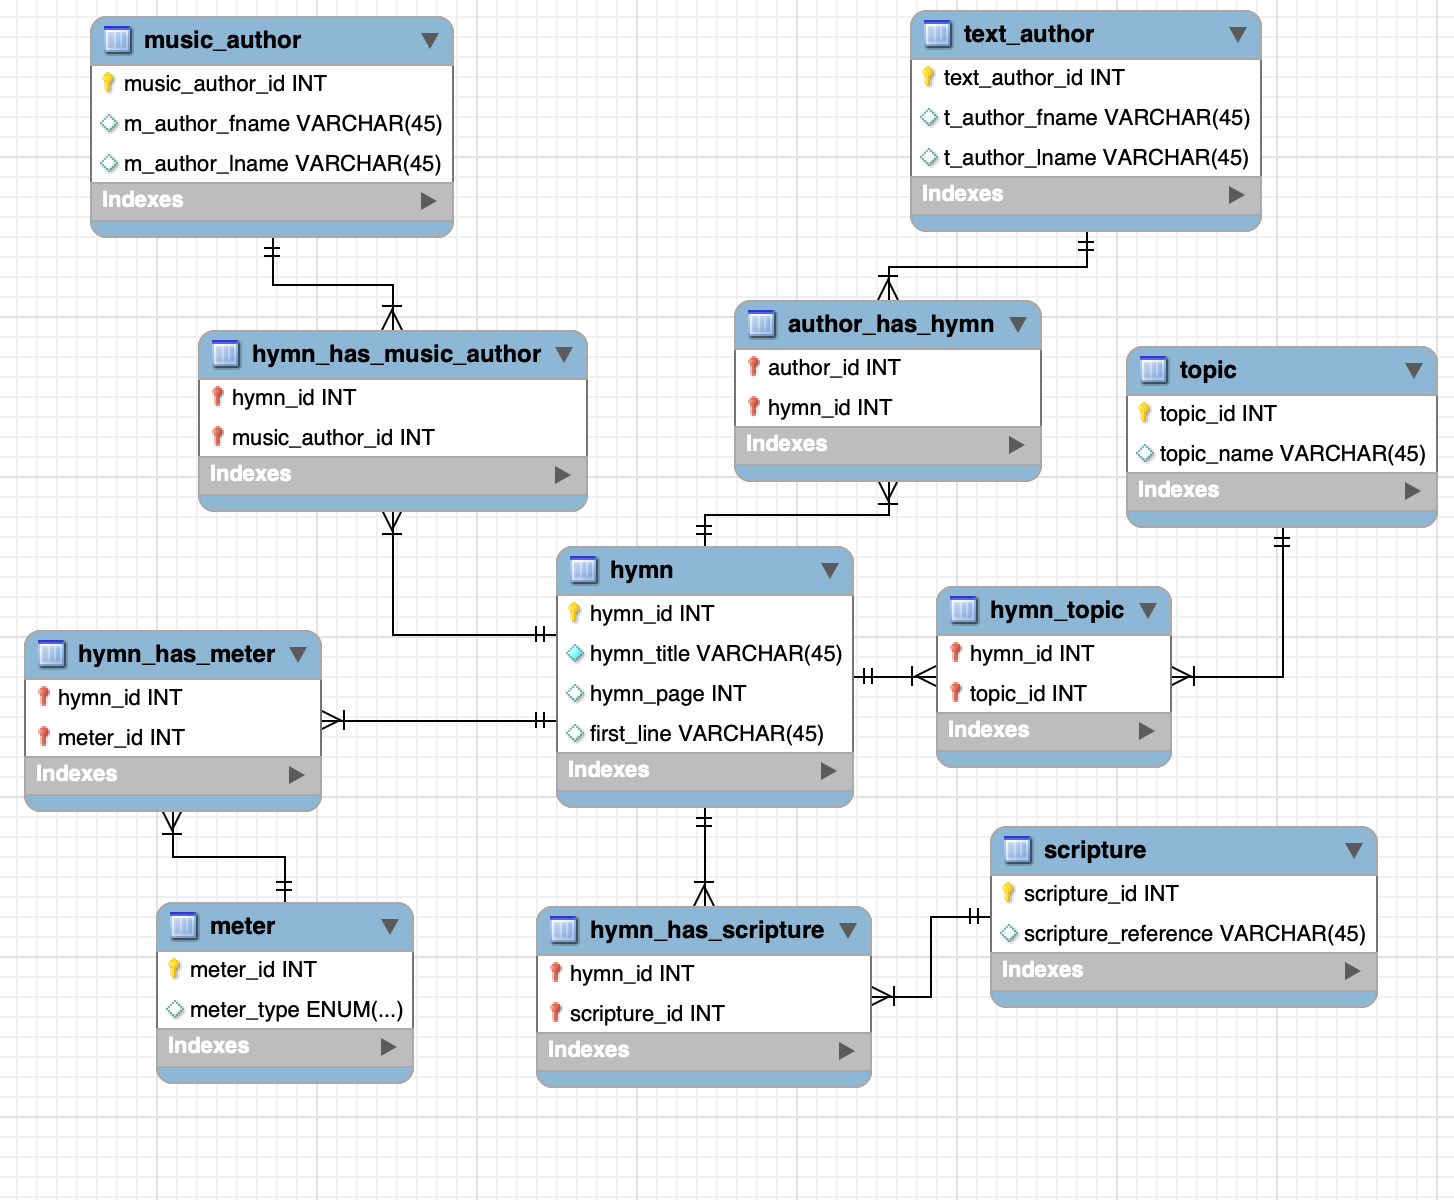 music_author
music_author_id INT
m_author_fname VARCHAR(45)
m_author_lname VARCHAR(45)
Indexes
text_author
text_author_id INT
t_author_fname VARCHAR(45)
t_author_lname VARCHAR(45)
Indexes
hymn_has_music_author
hymn_id INT
music_author_id INT
Indexes
author_has_hymn
author_id INT
hymn_id INT
Indexes
topic
topic_id INT
topic_name VARCHAR(45)
Indexes
hymn
hymn_id INT
hymn_title VARCHAR(45)
hymn_page INT
first_line VARCHAR(45)
Indexes
hymn_topic
hymn_id INT
topic_id INT
Indexes
hymn_has_meter
hymn_id INT
meter_id INT
Indexes
meter
meter_id INT
meter_type ENUM(...)
Indexes
hymn_has_scripture
hymn_id INT
scripture_id INT
Indexes
scripture
scripture_id INT
scripture_reference VARCHAR(45)
Indexes